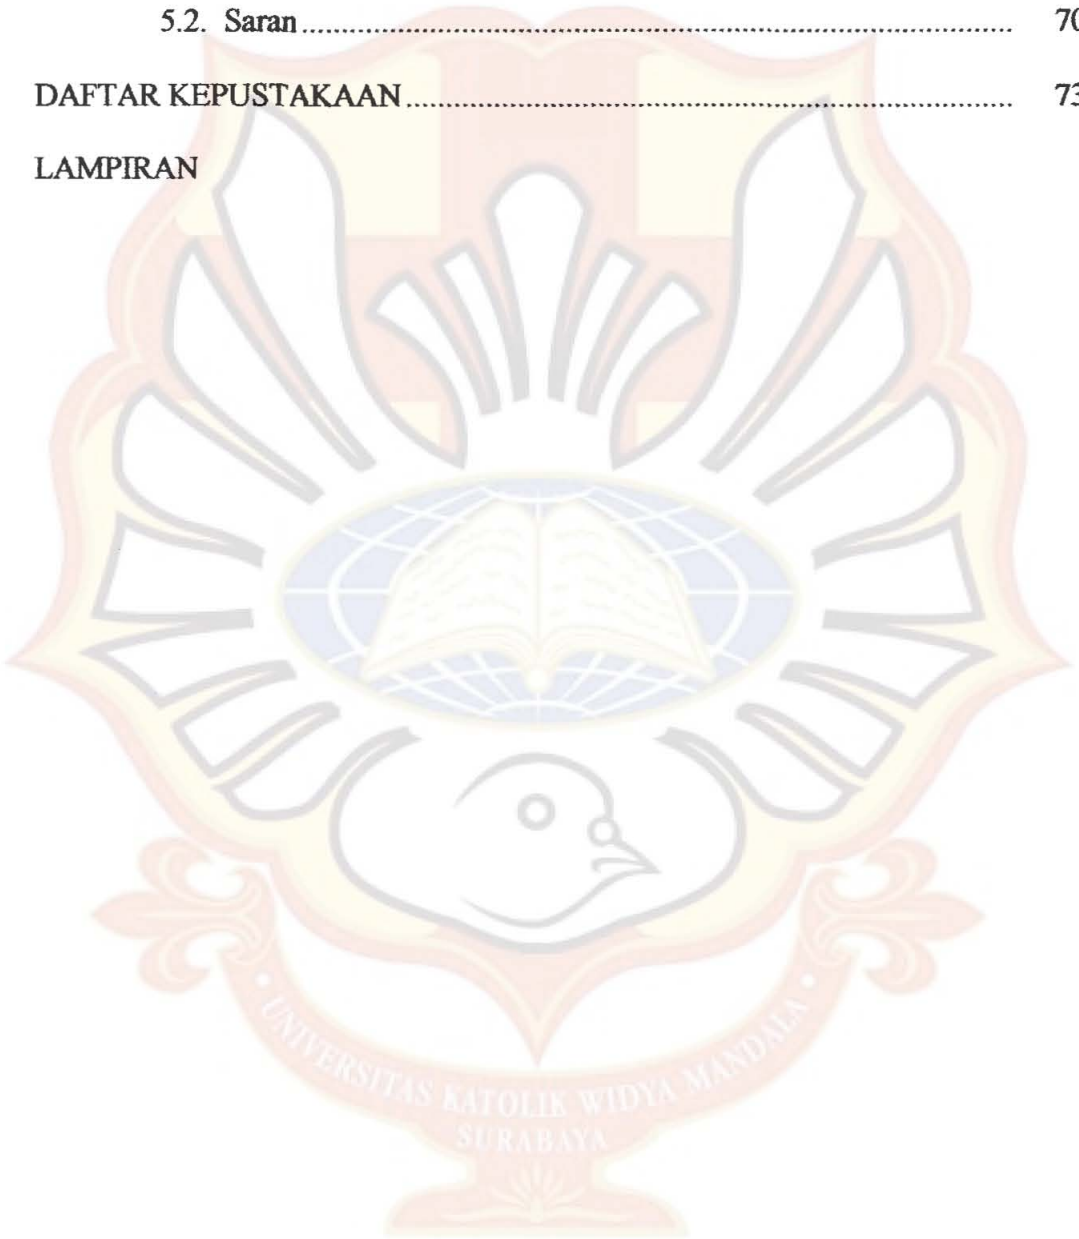 5.2. Saran ........................................................................ 70
DAFTAR KEPUSTAKAAN ............................................................. 73
LAMPIRAN
UNIVERSITAS KATOLIK WIDYA MANDALA
SURABAYA